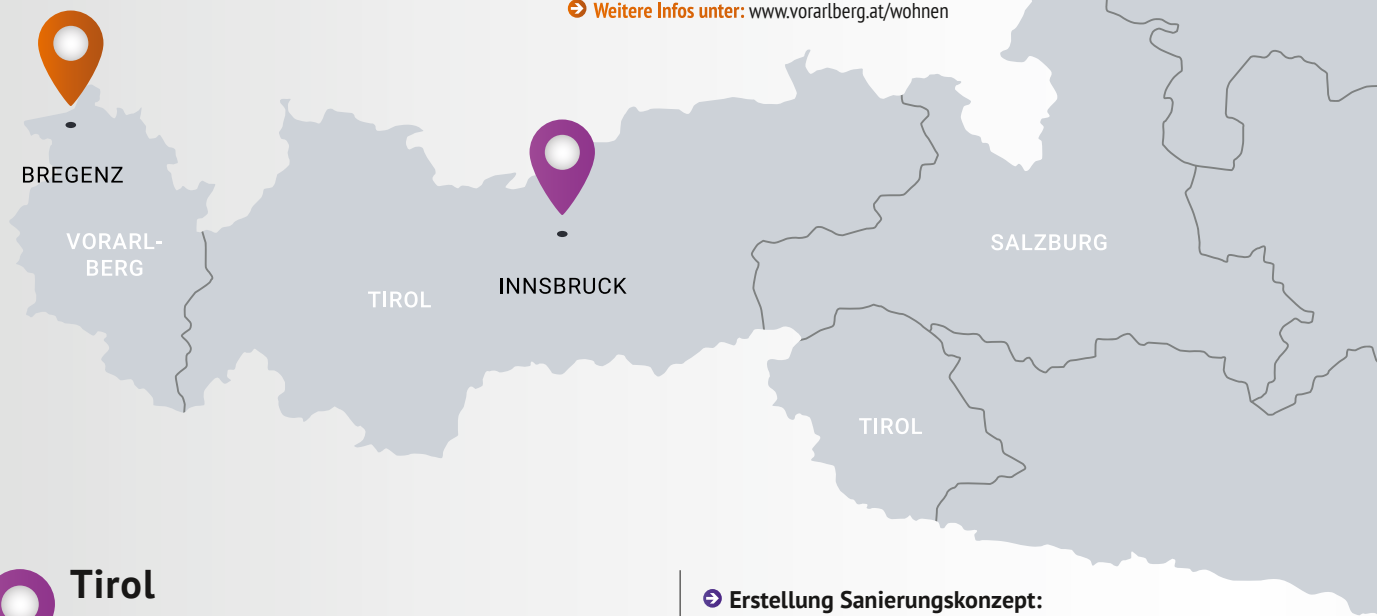 Weitere Infos unter: www.vorarlberg.at/wohnen
BREGENZ
VORARL-
BERG
SALZBURG
INNSBRUCK
TIROL
TIROL
Tirol
Erstellung Sanierungskonzept: